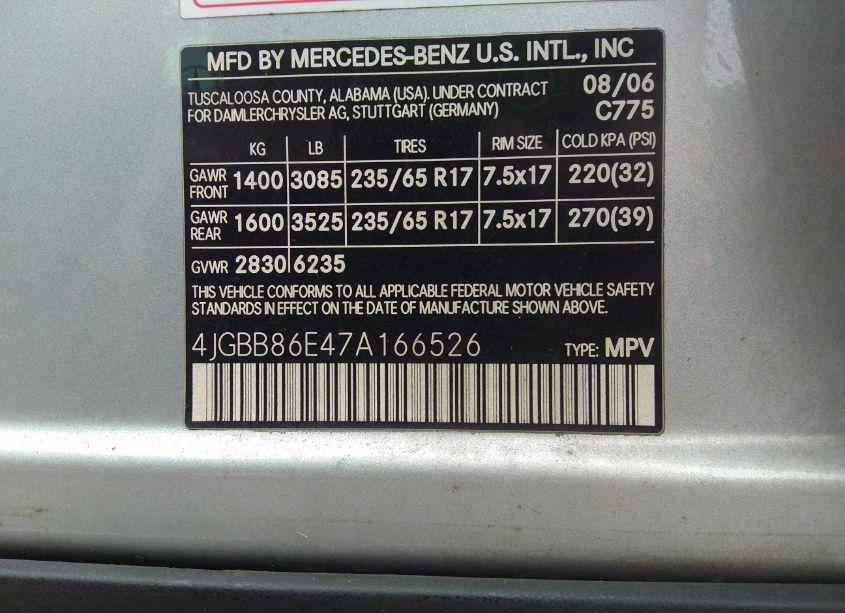 MFD BY MERCEDES-BENZ U.S. INTL., INC
TUSCALOOSA COUNTY, ALABAMA (USA). UNDER CONTRACT 08/06
FOR DAIMLERCHRYSLER AG, STUTTGART (GERMANY) C775
KG LB TIRES RIM SIZE COLD KPA (PSI)
GAWR FRONT 1400 3085 235/65 R17 7.5x17 220(32)
GAWR REAR 1600 3525 235/65 R17 7.5x17 270(39)
GVWR 2830 6235
THIS VEHICLE CONFORMS TO ALL APPLICABLE FEDERAL MOTOR VEHICLE SAFETY
STANDARDS IN EFFECT ON THE DATE OF MANUFACTURE SHOWN ABOVE.
4JGBB86E47A166526 TYPE: MPV